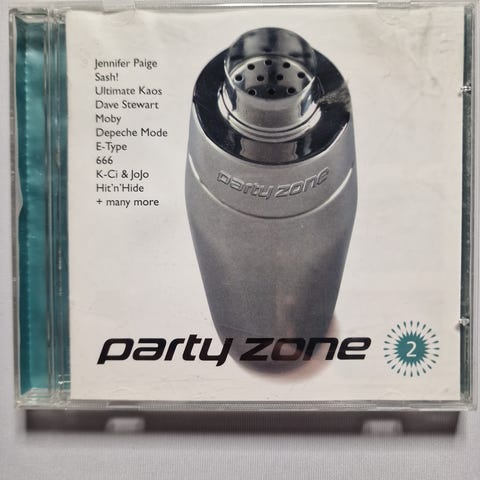 Jennifer Paige
Sash!
Ultimate Kaos
Dave Stewart
Moby
Depeche Mode
E-Type
666
K-Ci & JoJo
Hit'n'Hide
+ many more
party zone
party zone
2